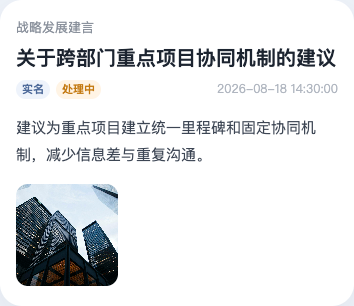 战略发展建言
关于跨部门重点项目协同机制的建议
实名 处理中 2026-08-18 14:30:00
建议为重点项目建立统一里程碑和固定协同机
制，减少信息差与重复沟通。